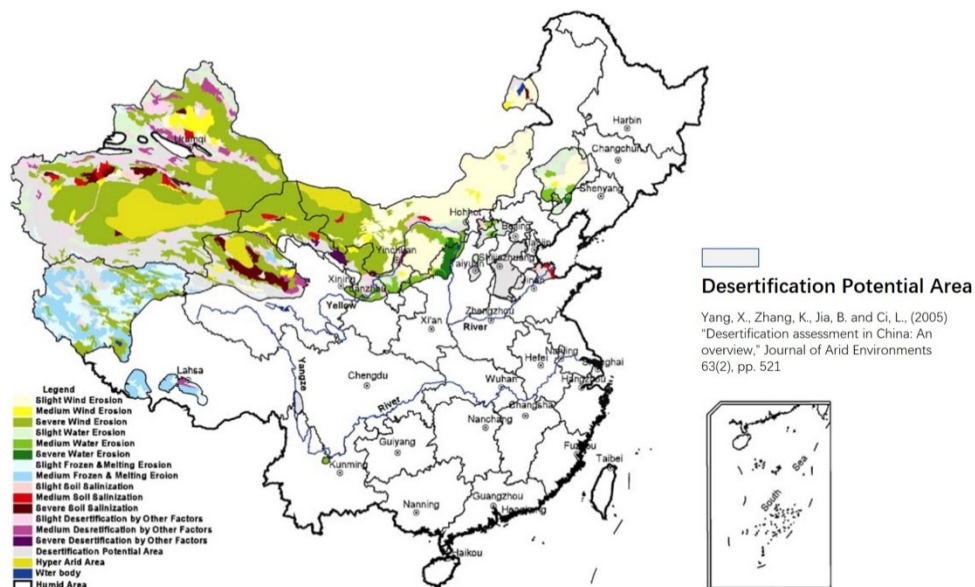 Harbin
Changchun
Shenyang
Urumqi
Hohhot
Beijing
Tianjin
Yinchuan
Taiyuan
Shijiazhuang
Jinan
Xining
Lanzhou
Yellow
River
Zhengzhou
Xi'an
Hefei
Nanjing
Shanghai
Hangzhou
Wuhan
Chengdu
Lahsa
Yangze
River
Changsha
Nanchang
Guiyang
Fuzhou
Taibei
Kunming
Nanning
Guangzhou
Haikou
South
Sea
Legend
Slight Wind Erosion
Medium Wind Erosion
Severe Wind Erosion
Slight Water Erosion
Medium Water Erosion
Severe Water Erosion
Slight Frozen & Melting Erosion
Medium Frozen & Melting Eroion
Slight Soil Salinization
Medium Soil Salinization
Severe Soil Salinization
Slight Desertification by Other Factors
Medium Desretification by Other Factors
Severe Desertification by Other Factors
Desertification Potential Area
Hyper Arid Area
Wter body
Humid Area
Desertification Potential Area
Yang, X., Zhang, K., Jia, B. and Ci, L., (2005)
"Desertification assessment in China: An
overview," Journal of Arid Environments
63(2), pp. 521